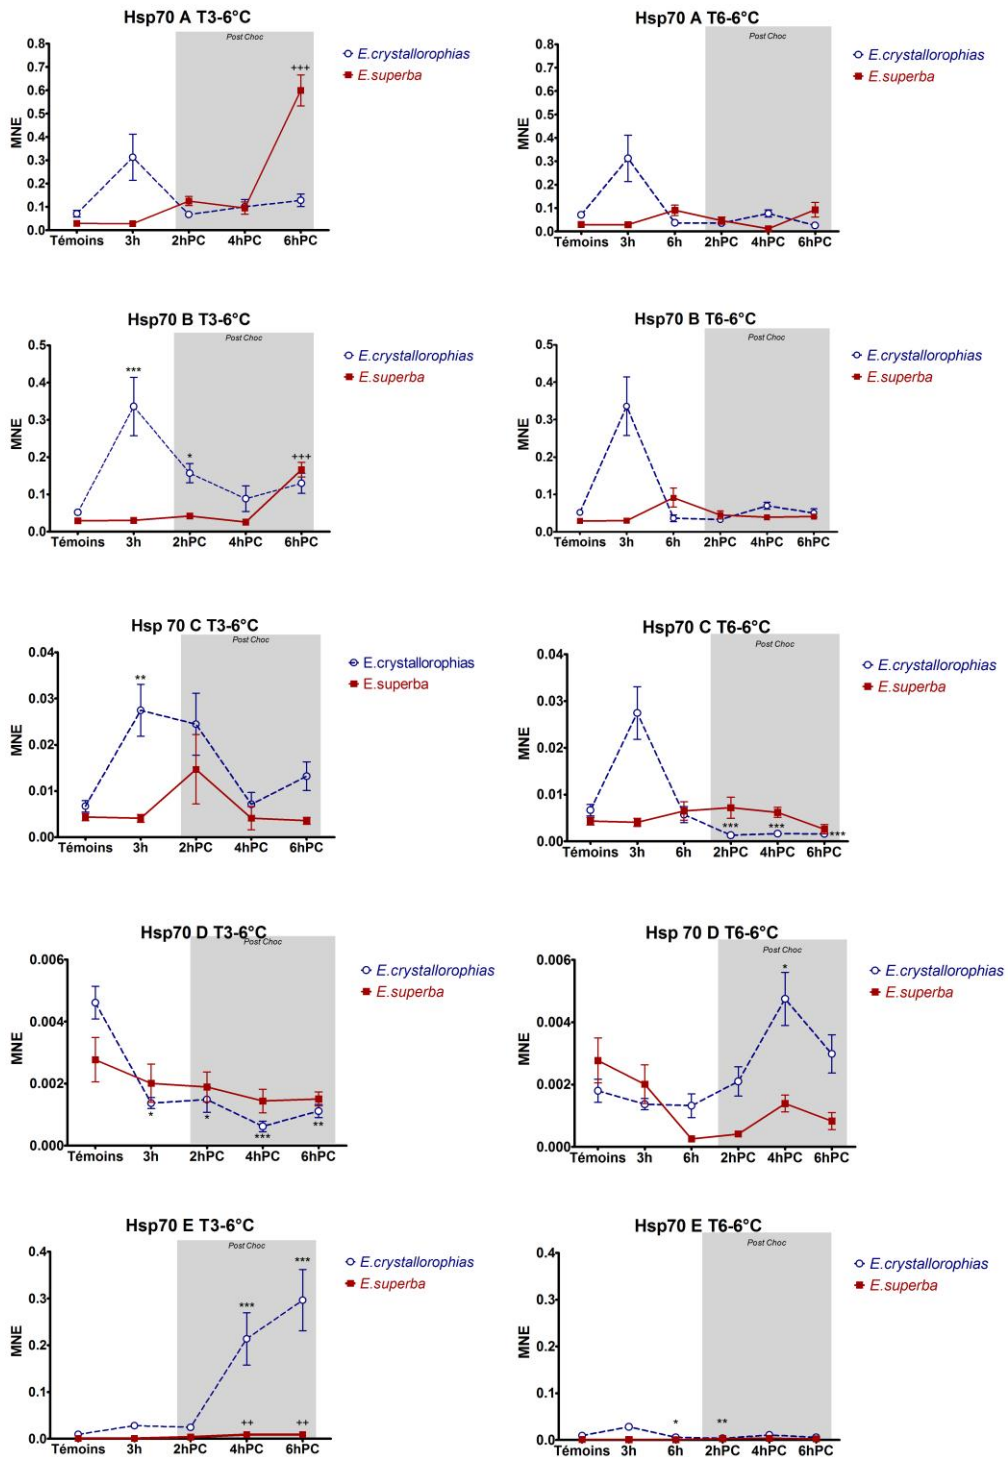 Hsp70 A T3-6°C
Post Choc
MNE
0.8
0.7
0.6
0.5
0.4
0.3
0.2
0.1
0.0
+++
Témoins 3h 2hPC 4hPC 6hPC
E.crystallorophias
E.superba
Hsp70 A T6-6°C
Post Choc
MNE
0.8
0.7
0.6
0.5
0.4
0.3
0.2
0.1
0.0
Témoins 3h 6h 2hPC 4hPC 6hPC
E.crystallorophias
E.superba
Hsp70 B T3-6°C
Post Choc
MNE
0.5
0.4
0.3
0.2
0.1
0.0
***
*
+++
Témoins 3h 2hPC 4hPC 6hPC
E.crystallorophias
E.superba
Hsp70 B T6-6°C
Post Choc
MNE
0.5
0.4
0.3
0.2
0.1
0.0
Témoins 3h 6h 2hPC 4hPC 6hPC
E.crystallorophias
E.superba
Hsp 70 C T3-6°C
Post Choc
MNE
0.04
0.03
0.02
0.01
0.00
**
Témoins 3h 2hPC 4hPC 6hPC
E.crystallorophias
E.superba
Hsp70 C T6-6°C
Post Choc
MNE
0.04
0.03
0.02
0.01
0.00
*** *** ***
Témoins 3h 6h 2hPC 4hPC 6hPC
E.crystallorophias
E.superba
Hsp70 D T3-6°C
Post Choc
MNE
0.006
0.004
0.002
0.000
* * *** **
Témoins 3h 2hPC 4hPC 6hPC
E.crystallorophias
E.superba
Hsp 70 D T6-6°C
Post Choc
MNE
0.006
0.004
0.002
0.000
*
Témoins 3h 6h 2hPC 4hPC 6hPC
E.crystallorophias
E.superba
Hsp70 E T3-6°C
Post Choc
MNE
0.4
0.3
0.2
0.1
0.0
*** ***
++ ++
Témoins 3h 2hPC 4hPC 6hPC
E.crystallorophias
E.superba
Hsp70 E T6-6°C
Post Choc
MNE
0.4
0.3
0.2
0.1
0.0
* **
Témoins 3h 6h 2hPC 4hPC 6hPC
E.crystallorophias
E.superba